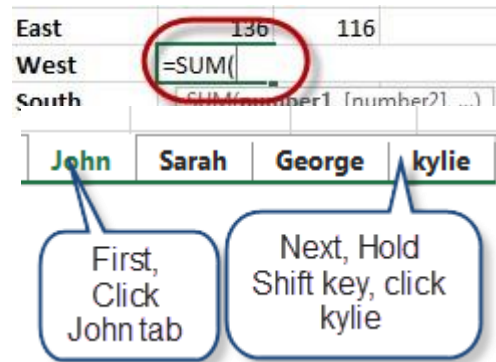 East 136 116
West =SUM(
South SUM(number1, [number2], ...)
John Sarah George kylie
First,
Click
John tab
Next, Hold
Shift key, click
kylie